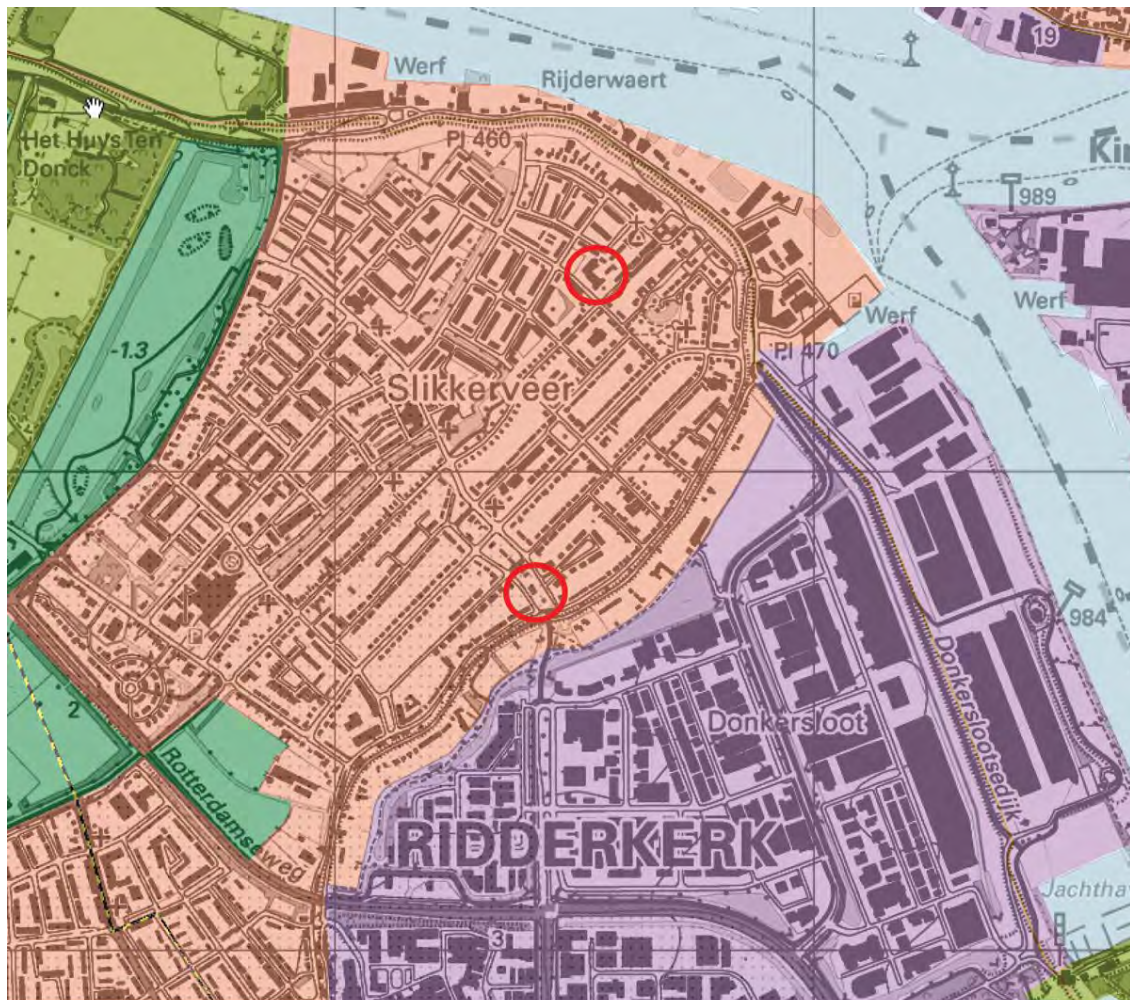 Werf
Rijderwaert
19
Het Huys Ten
Donck
Pl 460
Kin
989
-1.3
Werf
Werf
Pl 470
Slikkerveer
984
2
Donkersloot
Donkerslootsedijk
Rotterdamseweg
RIDDERKERK
Jachtha
3
P
P